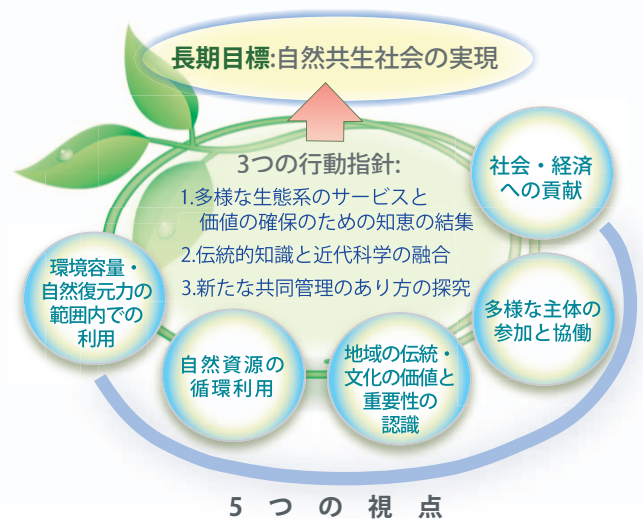 長期目標:自然共生社会の実現
3つの行動指針:
1.多様な生態系のサービスと
価値の確保のための知恵の結集
2.伝統的知識と近代科学の融合
3.新たな共同管理のあり方の探究
環境容量・
自然復元力の
範囲内での
利用
自然資源の
循環利用
地域の伝統・
文化の価値と
重要性の
認識
多様な主体の
参加と協働
社会・経済
への貢献
5つの視点